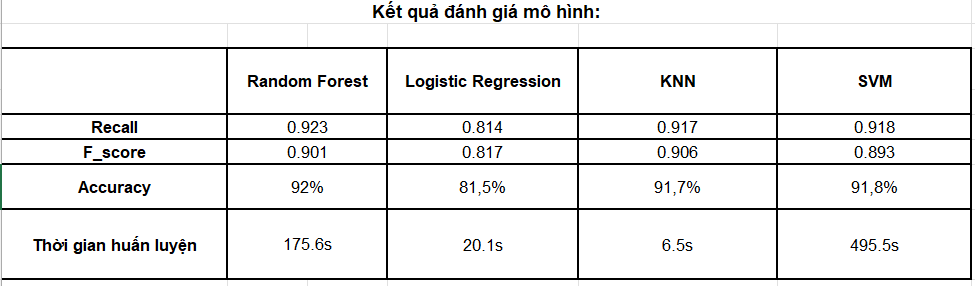 Kết quả đánh giá mô hình:
Random Forest Logistic Regression KNN SVM
Recall 0.923 0.814 0.917 0.918
F_score 0.901 0.817 0.906 0.893
Accuracy 92% 81,5% 91,7% 91,8%
Thời gian huấn luyện 175.6s 20.1s 6.5s 495.5s